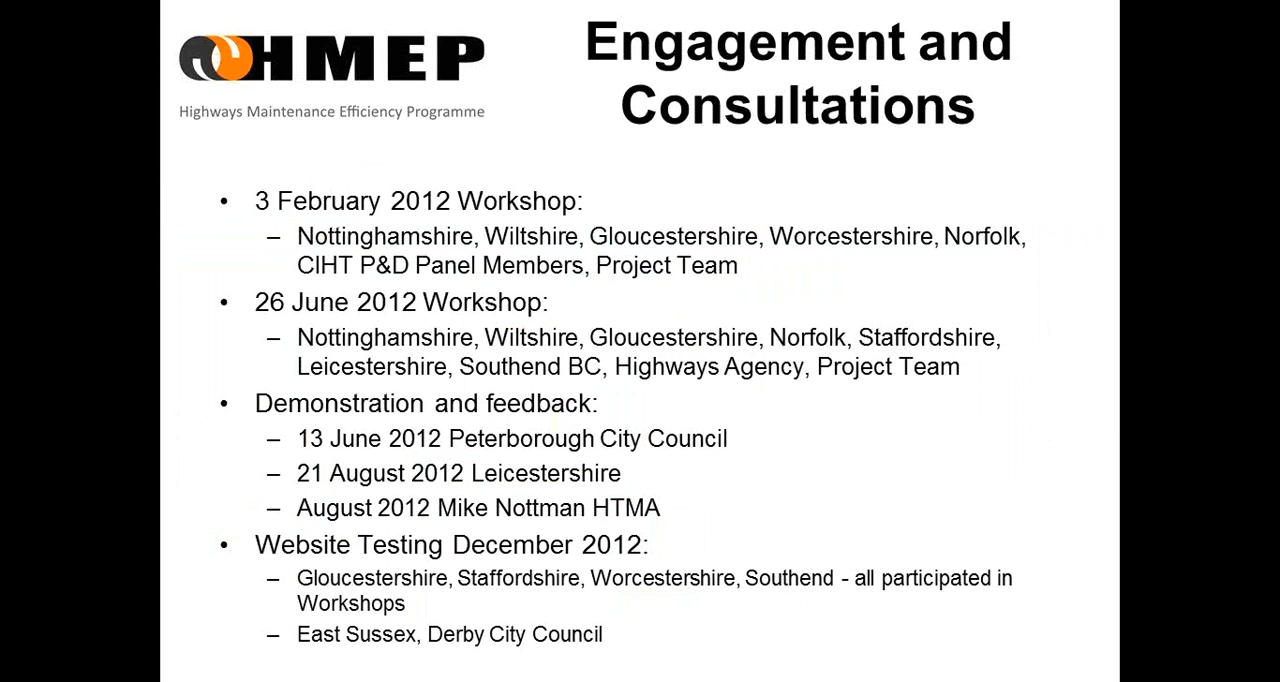 HMEP
Highways Maintenance Efficiency Programme
Engagement and
Consultations
• 3 February 2012 Workshop:
– Nottinghamshire, Wiltshire, Gloucestershire, Worcestershire, Norfolk,
CIHT P&D Panel Members, Project Team
• 26 June 2012 Workshop:
– Nottinghamshire, Wiltshire, Gloucestershire, Norfolk, Staffordshire,
Leicestershire, Southend BC, Highways Agency, Project Team
• Demonstration and feedback:
– 13 June 2012 Peterborough City Council
– 21 August 2012 Leicestershire
– August 2012 Mike Nottman HTMA
• Website Testing December 2012:
– Gloucestershire, Staffordshire, Worcestershire, Southend - all participated in
Workshops
– East Sussex, Derby City Council